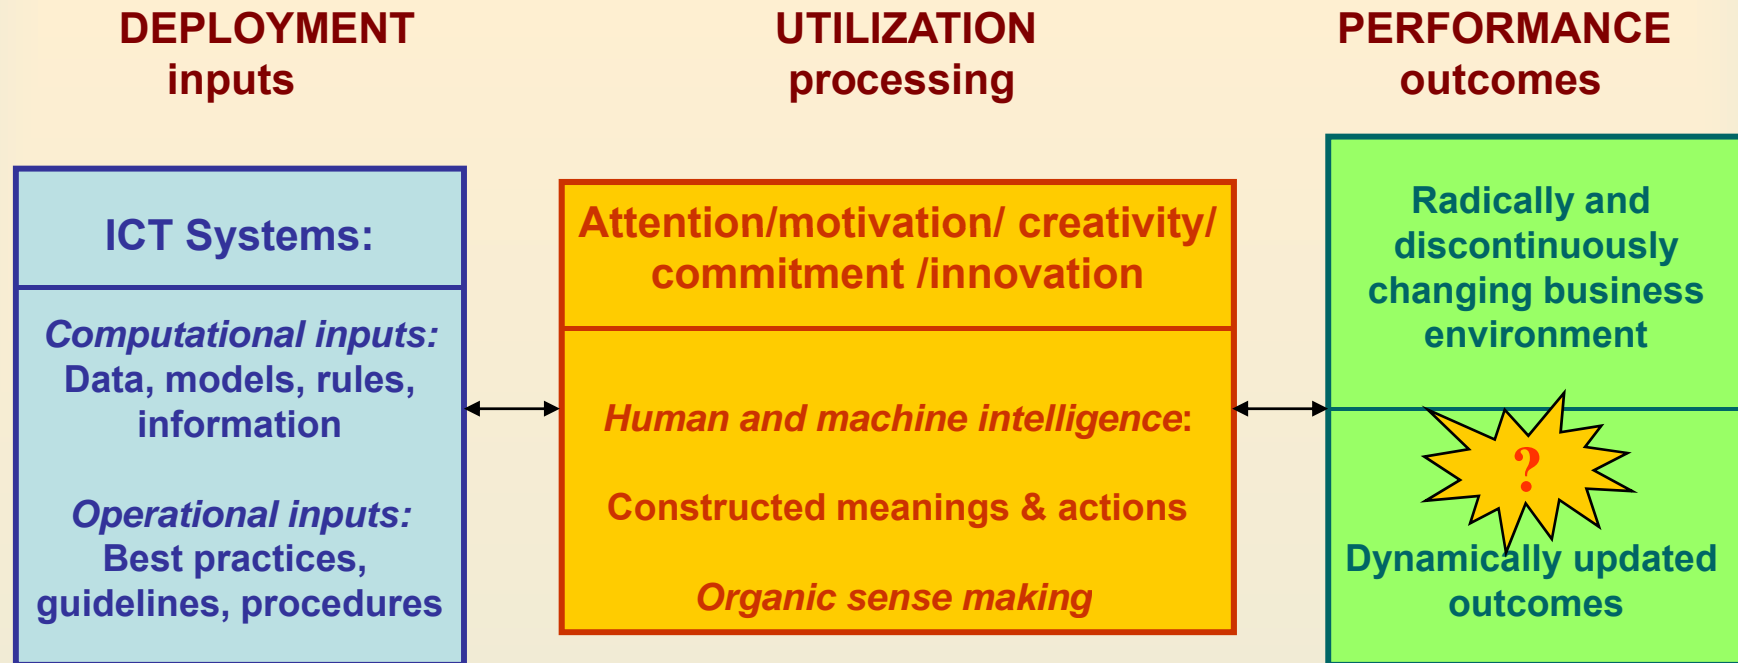 DEPLOYMENT
inputs
UTILIZATION
processing
PERFORMANCE
outcomes
ICT Systems:
Computational inputs:
Data, models, rules,
information
Operational inputs:
Best practices,
guidelines, procedures
Attention/motivation/ creativity/
commitment /innovation
Human and machine intelligence:
Constructed meanings & actions
Organic sense making
Radically and
discontinuously
changing business
environment
?
Dynamically updated
outcomes